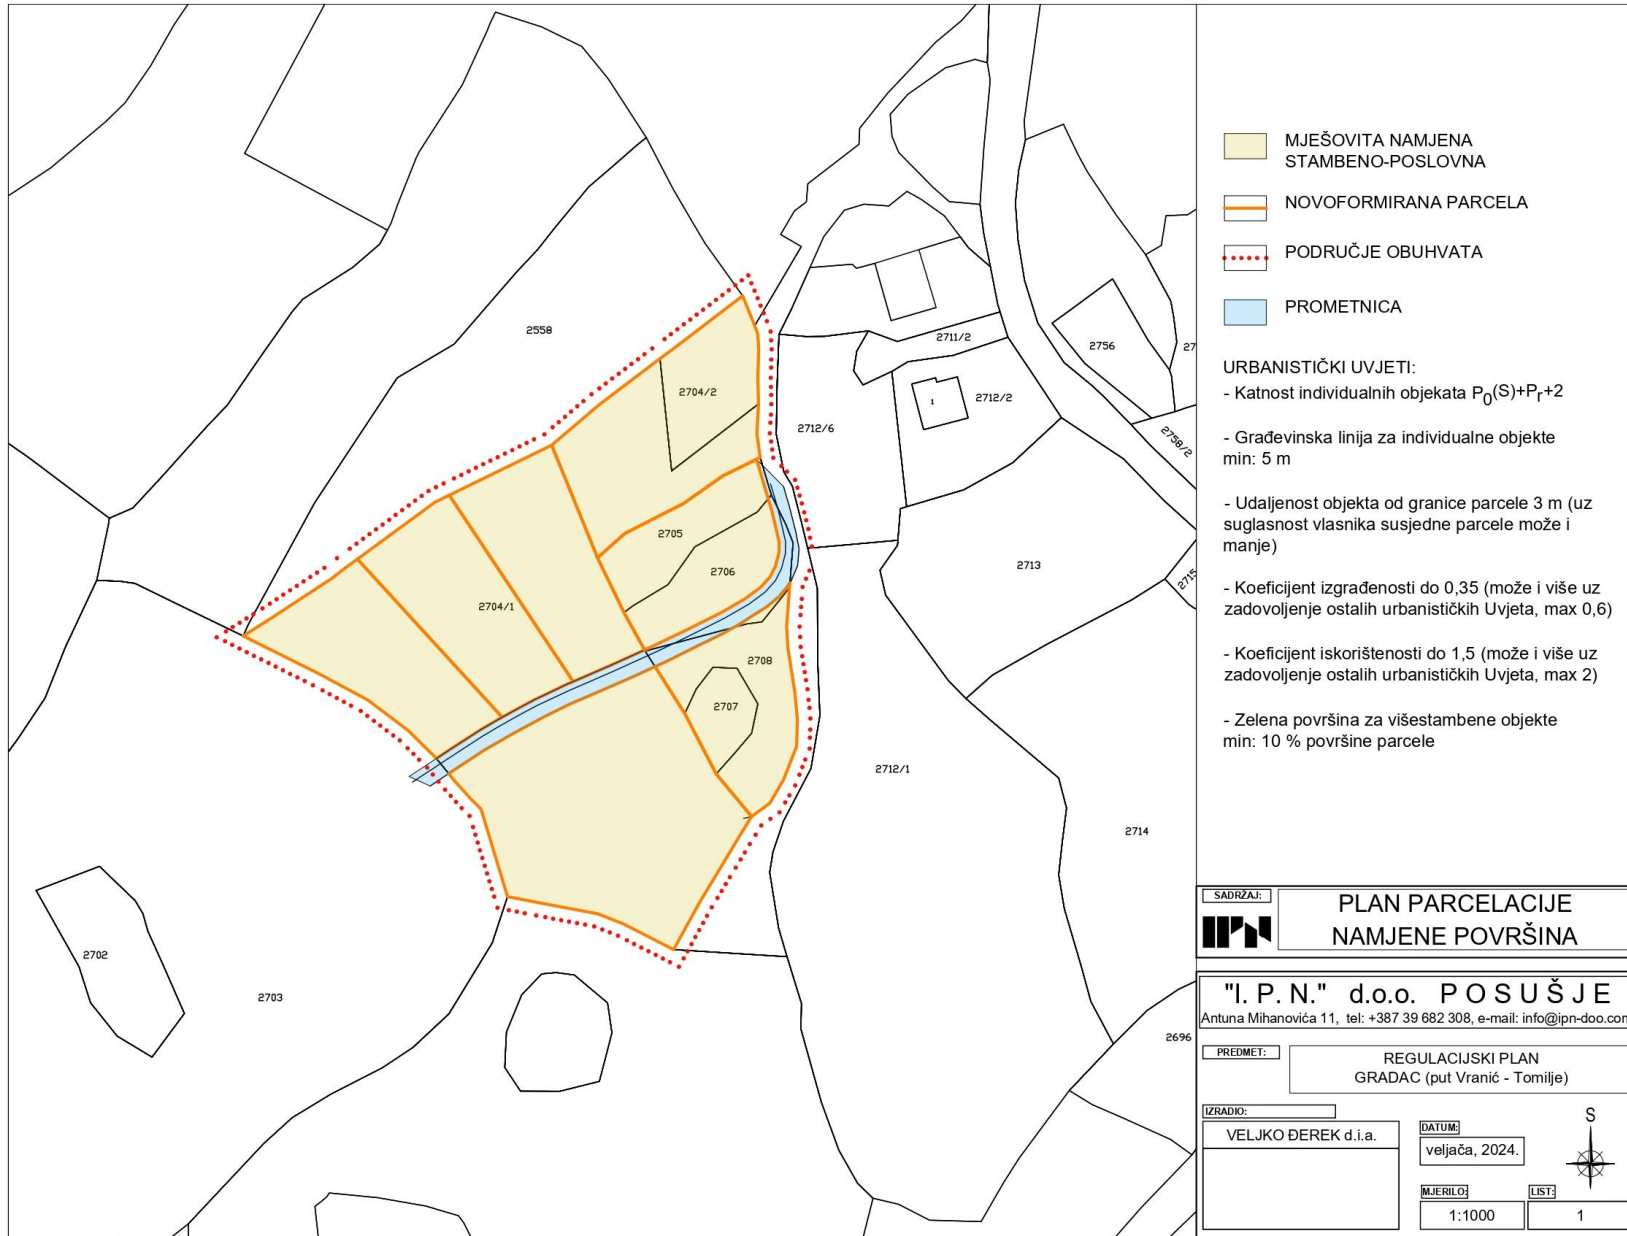 MJEŠOVITA NAMJENA
STAMBENO-POSLOVNA
NOVOFORMIRANA PARCELA
PODRUČJE OBUHVATA
PROMETNICA
URBANISTIČKI UVJETI:
- Katnost individualnih objekata P0(S)+Pr+2
- Građevinska linija za individualne objekte
min: 5 m
- Udaljenost objekta od granice parcele 3 m (uz
suglasnost vlasnika susjedne parcele može i
manje)
- Koeficijent izgrađenosti do 0,35 (može i više uz
zadovoljenje ostalih urbanističkih Uvjeta, max 0,6)
- Koeficijent iskorištenosti do 1,5 (može i više uz
zadovoljenje ostalih urbanističkih Uvjeta, max 2)
- Zelena površina za višestambene objekte
min: 10 % površine parcele
2558
2704/2
2711/2
2756
27
2712/2
1
2712/6
2758/2
2705
2706
2713
2715
2704/1
2708
2707
2712/1
2714
2702
2703
2696
SADRŽAJ:
IPN
PLAN PARCELACIJE
NAMJENE POVRŠINA
"I. P. N." d.o.o. P O S U Š J E
Antuna Mihanovića 11, tel: +387 39 682 308, e-mail: info@ipn-doo.com
PREDMET:
REGULACIJSKI PLAN
GRADAC (put Vranić - Tomilje)
IZRADIO:
VELJKO ĐEREK d.i.a.
DATUM:
veljača, 2024.
S
MJERILO:
1:1000
LIST:
1